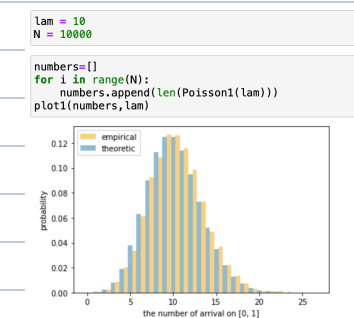 lam = 10
N = 10000
numbers=[]
for i in range(N):
    numbers.append(len(Poisson1(lam)))
plot1(numbers,lam)
empirical
theoretic
probability
0.12
0.10
0.08
0.06
0.04
0.02
0.00
0 5 10 15 20 25
the number of arrival on [0, 1]